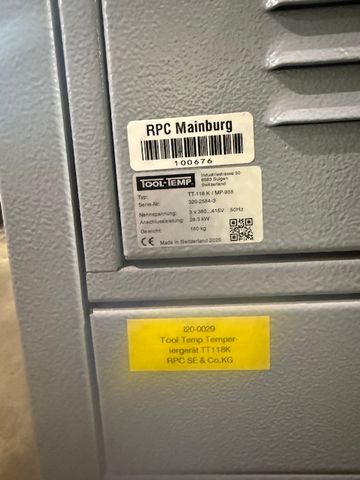 RPC Mainburg
100676
TOOL-TEMP
Industriestrasse 30
8583 Sulgen
Switzerland
Typ: TT-118 K / MP-988
Serie-Nr: 320-2584-3
Nennspannung: 3 x 380...415V 50Hz
Anschlussleistung: 28.3 kW
Gewicht: 160 kg
CE Made in Switzerland 2020
I20-0029
Tool Temp Temper-
iergerät TT118K
RPC SE & Co.KG